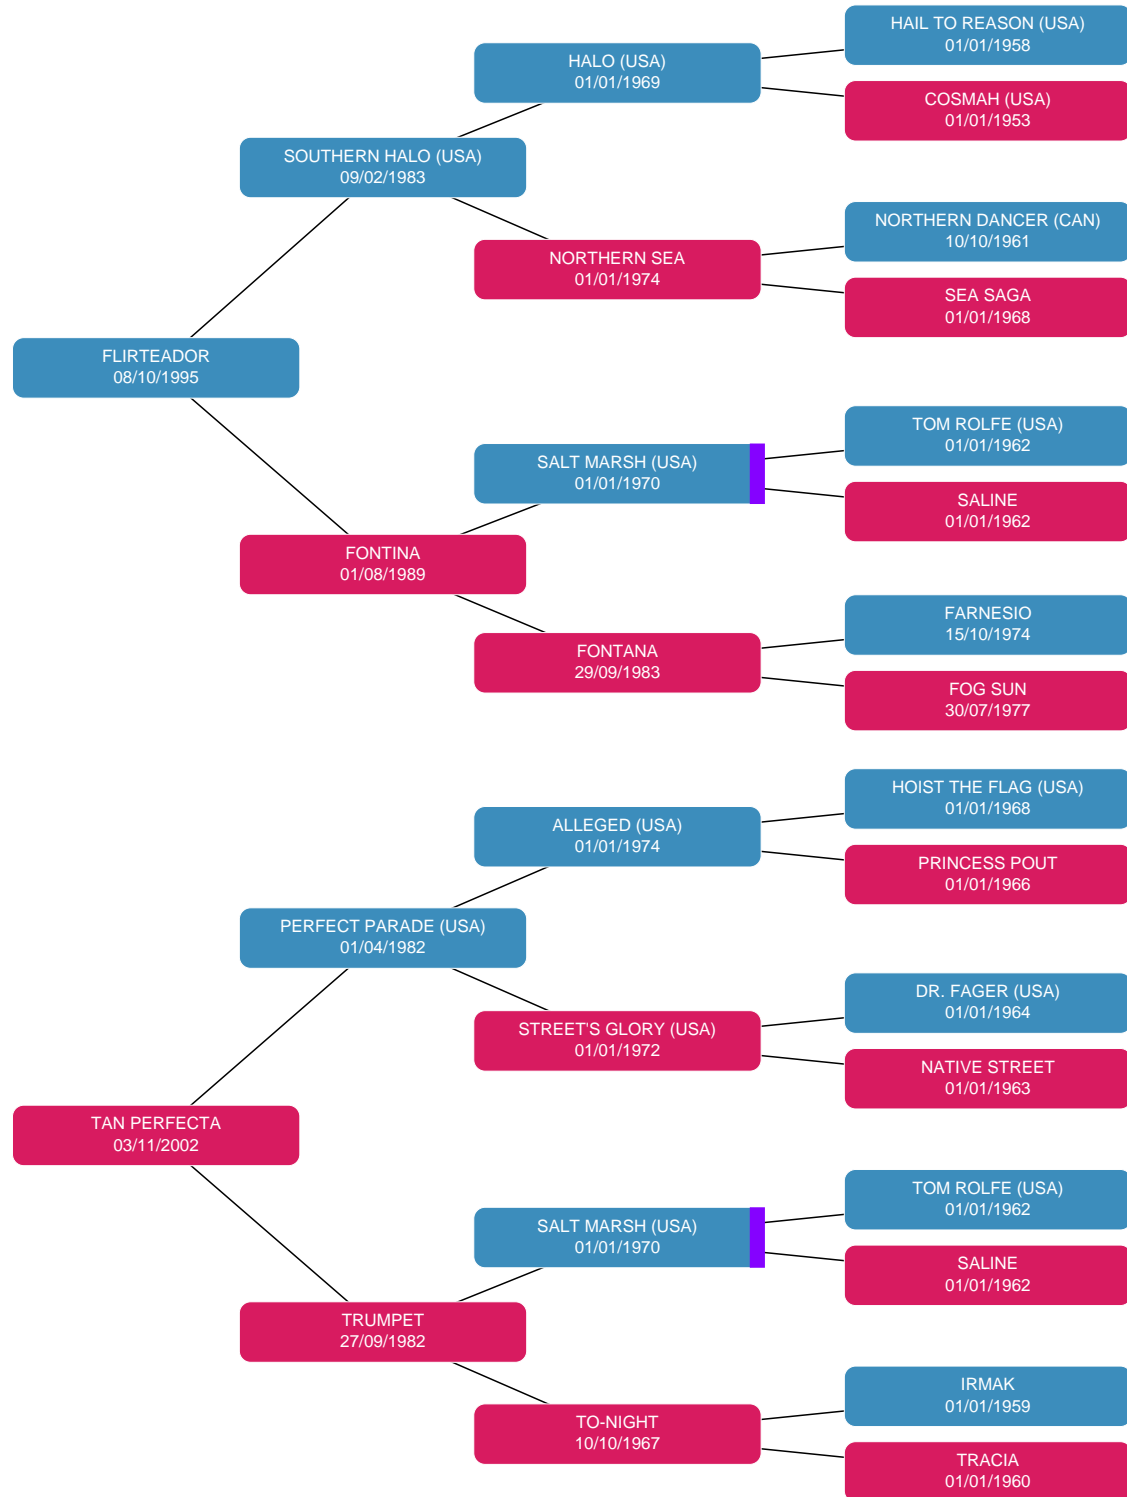 HAIL TO REASON (USA)
01/01/1958
HALO (USA)
01/01/1969
COSMAH (USA)
01/01/1953
SOUTHERN HALO (USA)
09/02/1983
NORTHERN DANCER (CAN)
10/10/1961
NORTHERN SEA
01/01/1974
SEA SAGA
01/01/1968
FLIRTEADOR
08/10/1995
TOM ROLFE (USA)
01/01/1962
SALT MARSH (USA)
01/01/1970
SALINE
01/01/1962
FONTINA
01/08/1989
FARNESIO
15/10/1974
FONTANA
29/09/1983
FOG SUN
30/07/1977
HOIST THE FLAG (USA)
01/01/1968
ALLEGED (USA)
01/01/1974
PRINCESS POUT
01/01/1966
PERFECT PARADE (USA)
01/04/1982
DR. FAGER (USA)
01/01/1964
STREET'S GLORY (USA)
01/01/1972
NATIVE STREET
01/01/1963
TAN PERFECTA
03/11/2002
TOM ROLFE (USA)
01/01/1962
SALT MARSH (USA)
01/01/1970
SALINE
01/01/1962
TRUMPET
27/09/1982
IRMAK
01/01/1959
TO-NIGHT
10/10/1967
TRACIA
01/01/1960